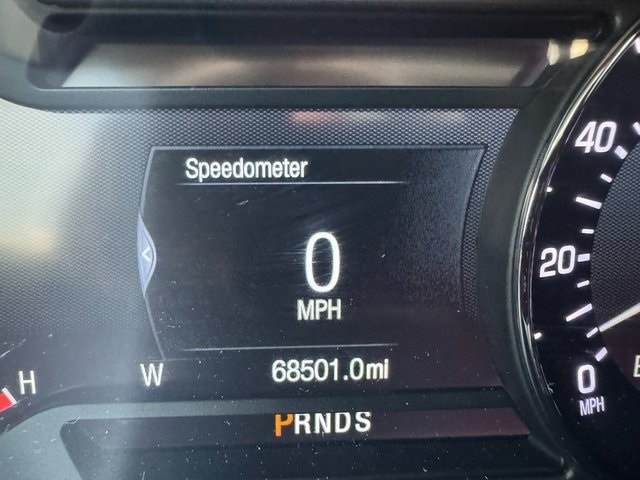 Speedometer
0
MPH
W 68501.0mi
PRNDS
H
40
20
0
MPH